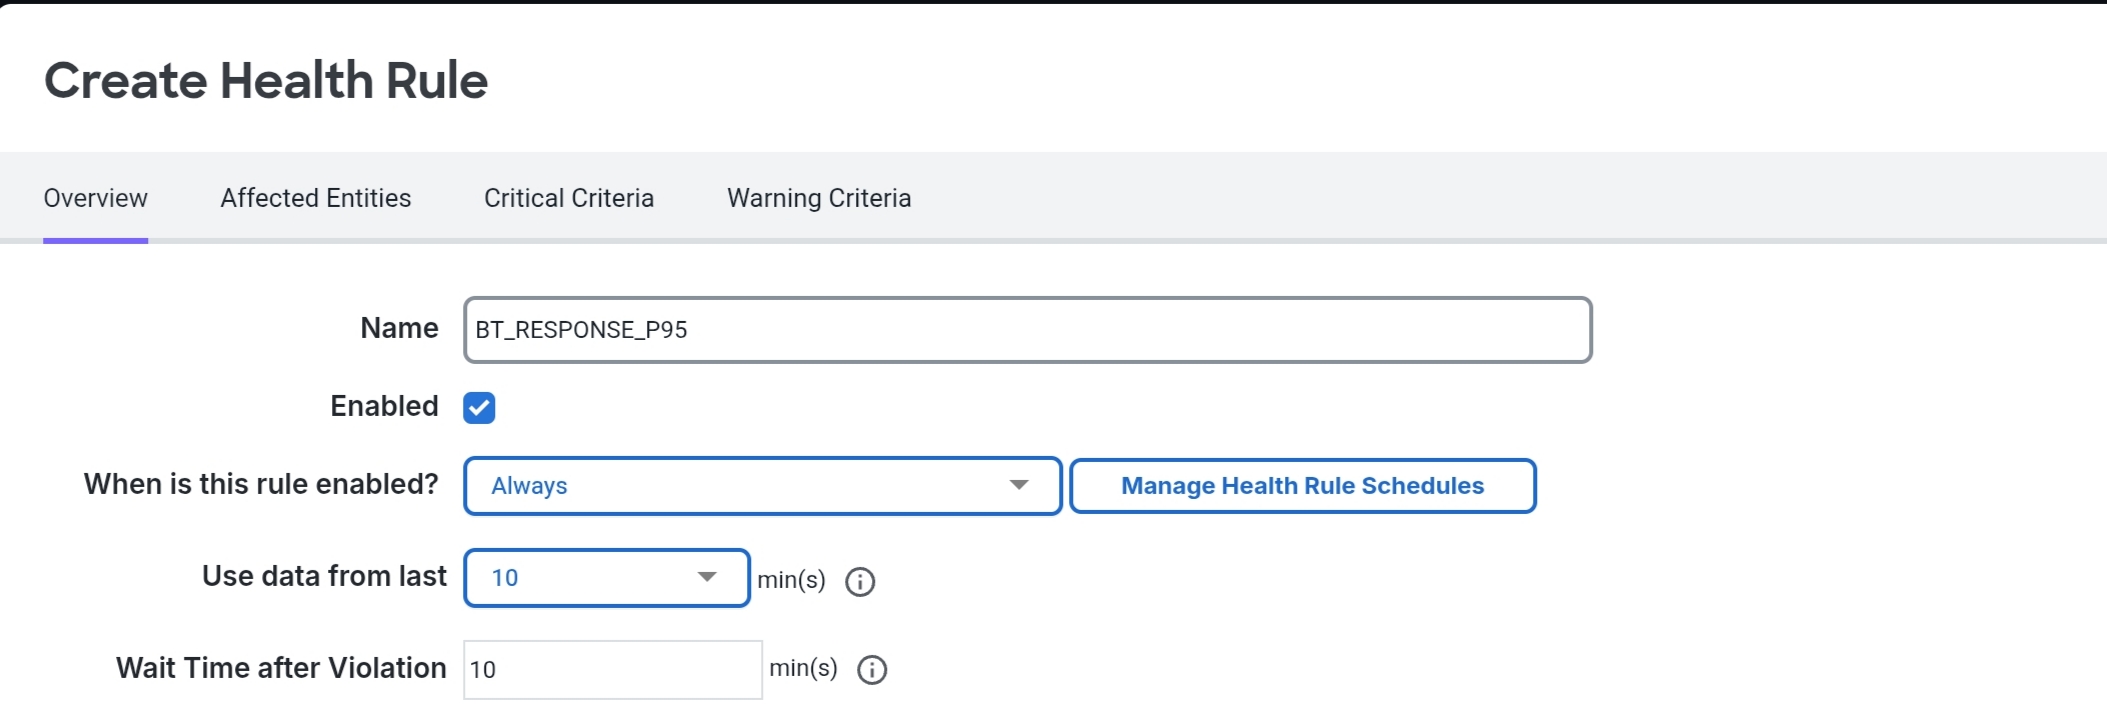 Create Health Rule
Overview Affected Entities Critical Criteria Warning Criteria
Name BT_RESPONSE_P95
Enabled
When is this rule enabled? Always Manage Health Rule Schedules
Use data from last 10 min(s)
Wait Time after Violation 10 min(s)